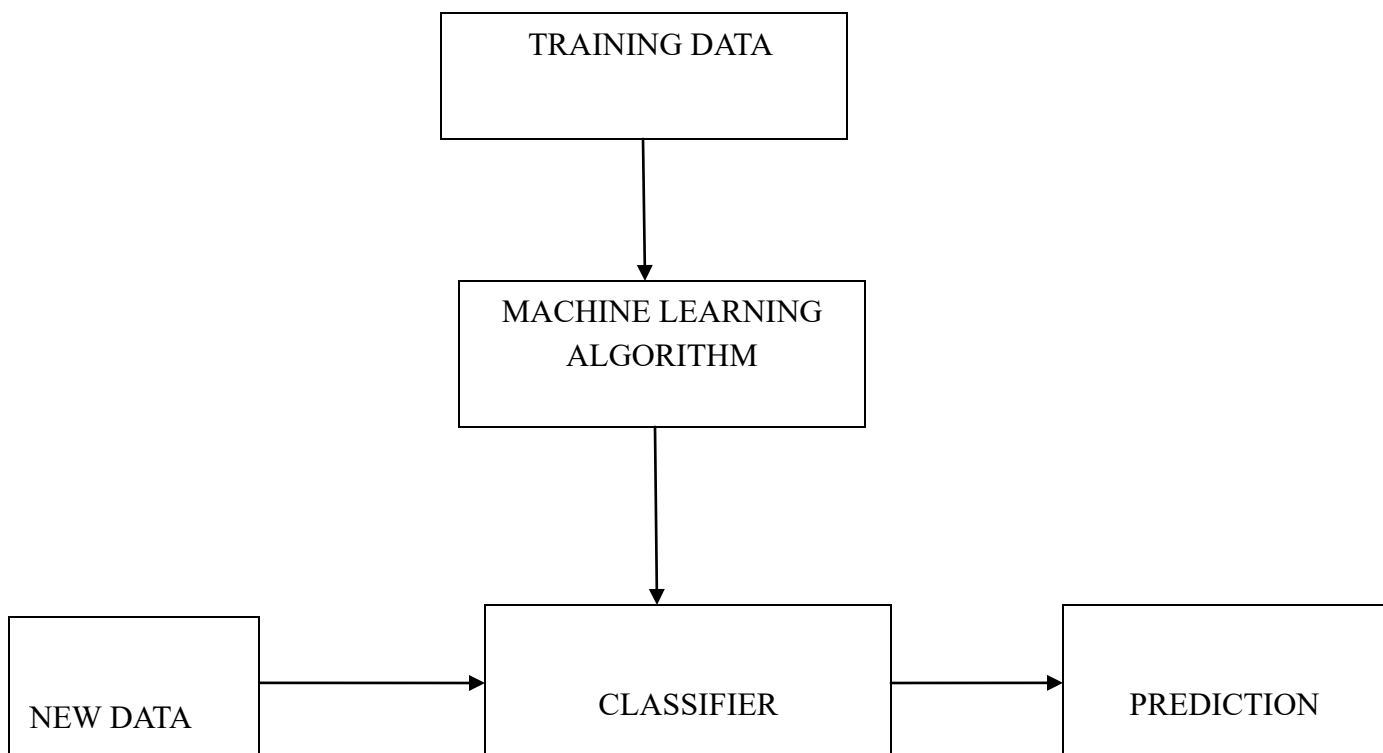 TRAINING DATA
MACHINE LEARNING
ALGORITHM
NEW DATA
CLASSIFIER
PREDICTION